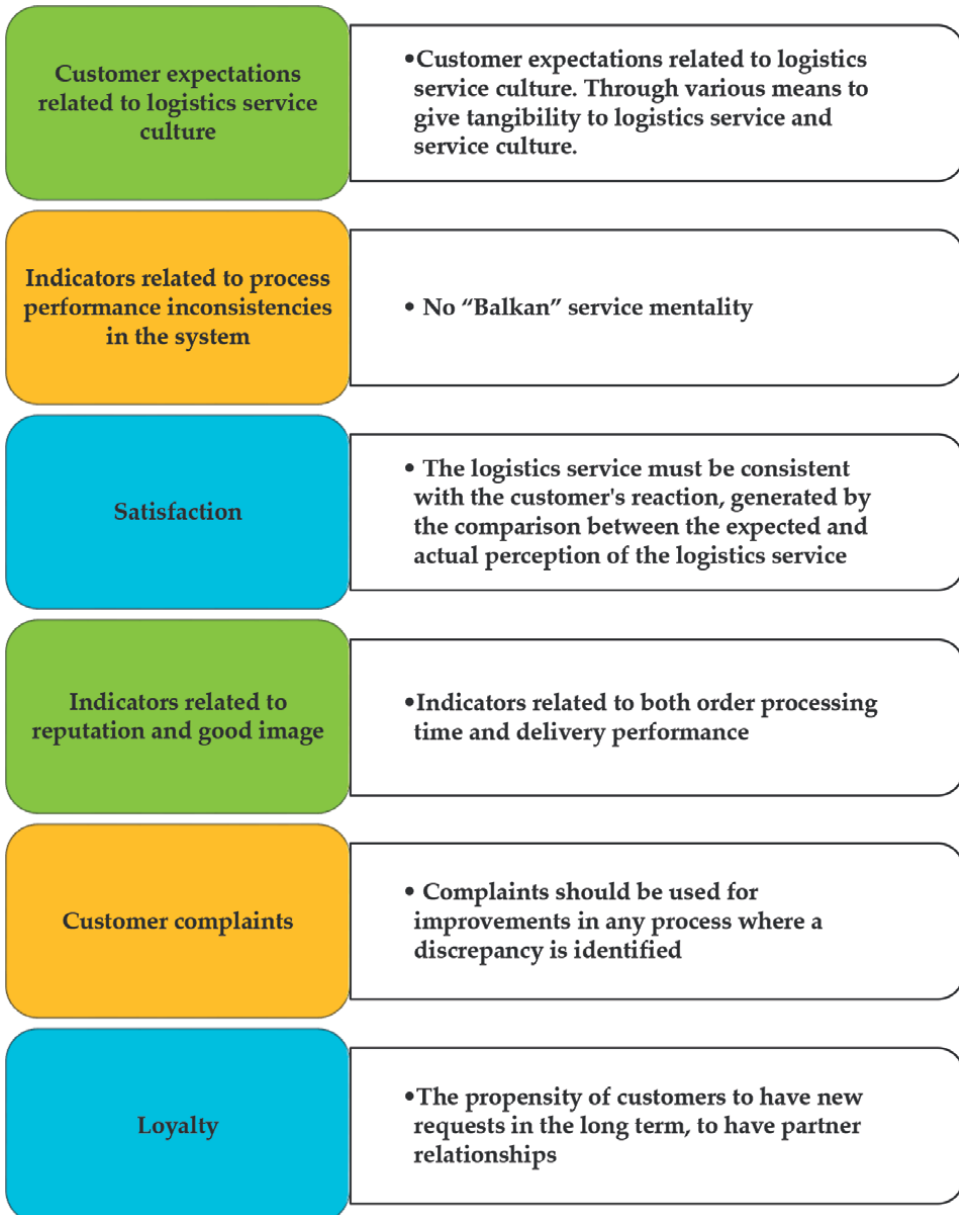 Customer expectations
related to logistics service
culture
•Customer expectations related to logistics
service culture. Through various means to
give tangibility to logistics service and
service culture.
Indicators related to process
performance inconsistencies
in the system
• No “Balkan” service mentality
Satisfaction
• The logistics service must be consistent
with the customer's reaction, generated by
the comparison between the expected and
actual perception of the logistics service
Indicators related to
reputation and good image
•Indicators related to both order processing
time and delivery performance
Customer complaints
• Complaints should be used for
improvements in any process where a
discrepancy is identified
Loyalty
•The propensity of customers to have new
requests in the long term, to have partner
relationships